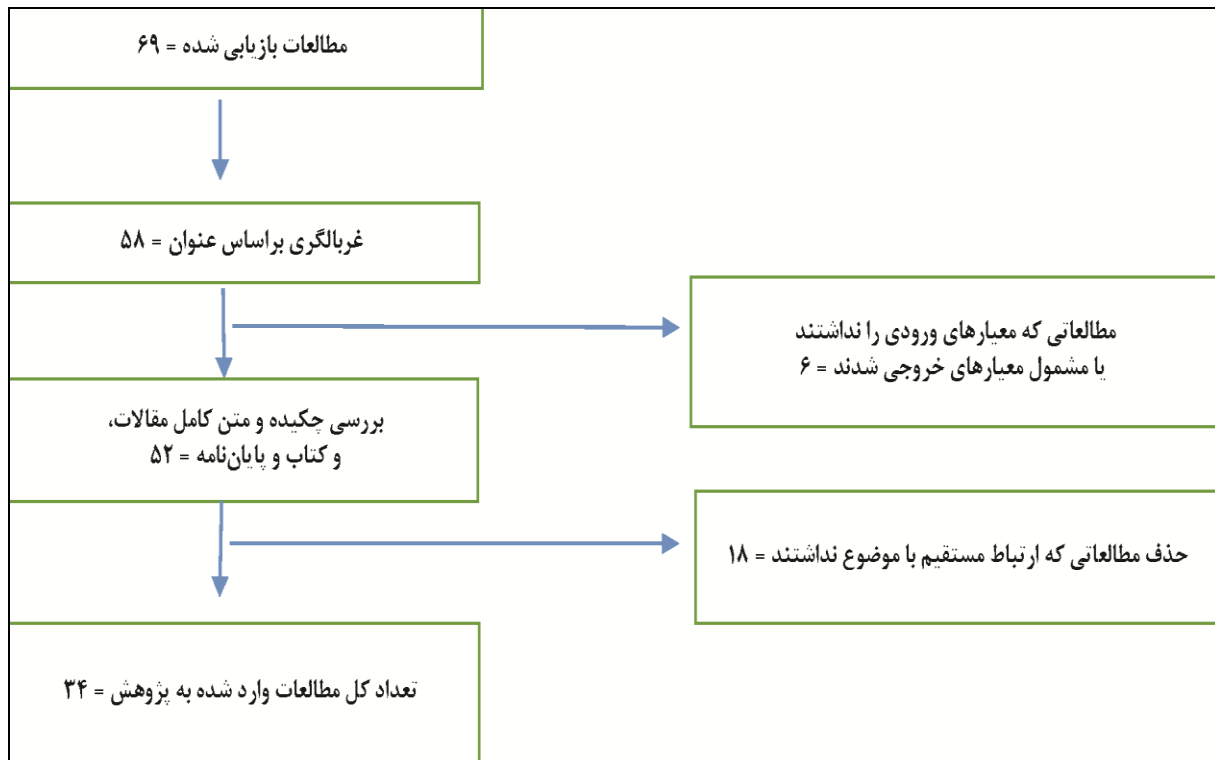 مطالعات بازیابی شده = ۶۹
غربالگری براساس عنوان = ۵۸
مطالعاتی که معیارهای ورودی را نداشتند
یا مشمول معیارهای خروجی شدند = ۶
بررسی چکیده و متن کامل مقالات،
و کتاب و پایان‌نامه = ۵۲
حذف مطالعاتی که ارتباط مستقیم با موضوع نداشتند = ۱۸
تعداد کل مطالعات وارد شده به پژوهش = ۳۴